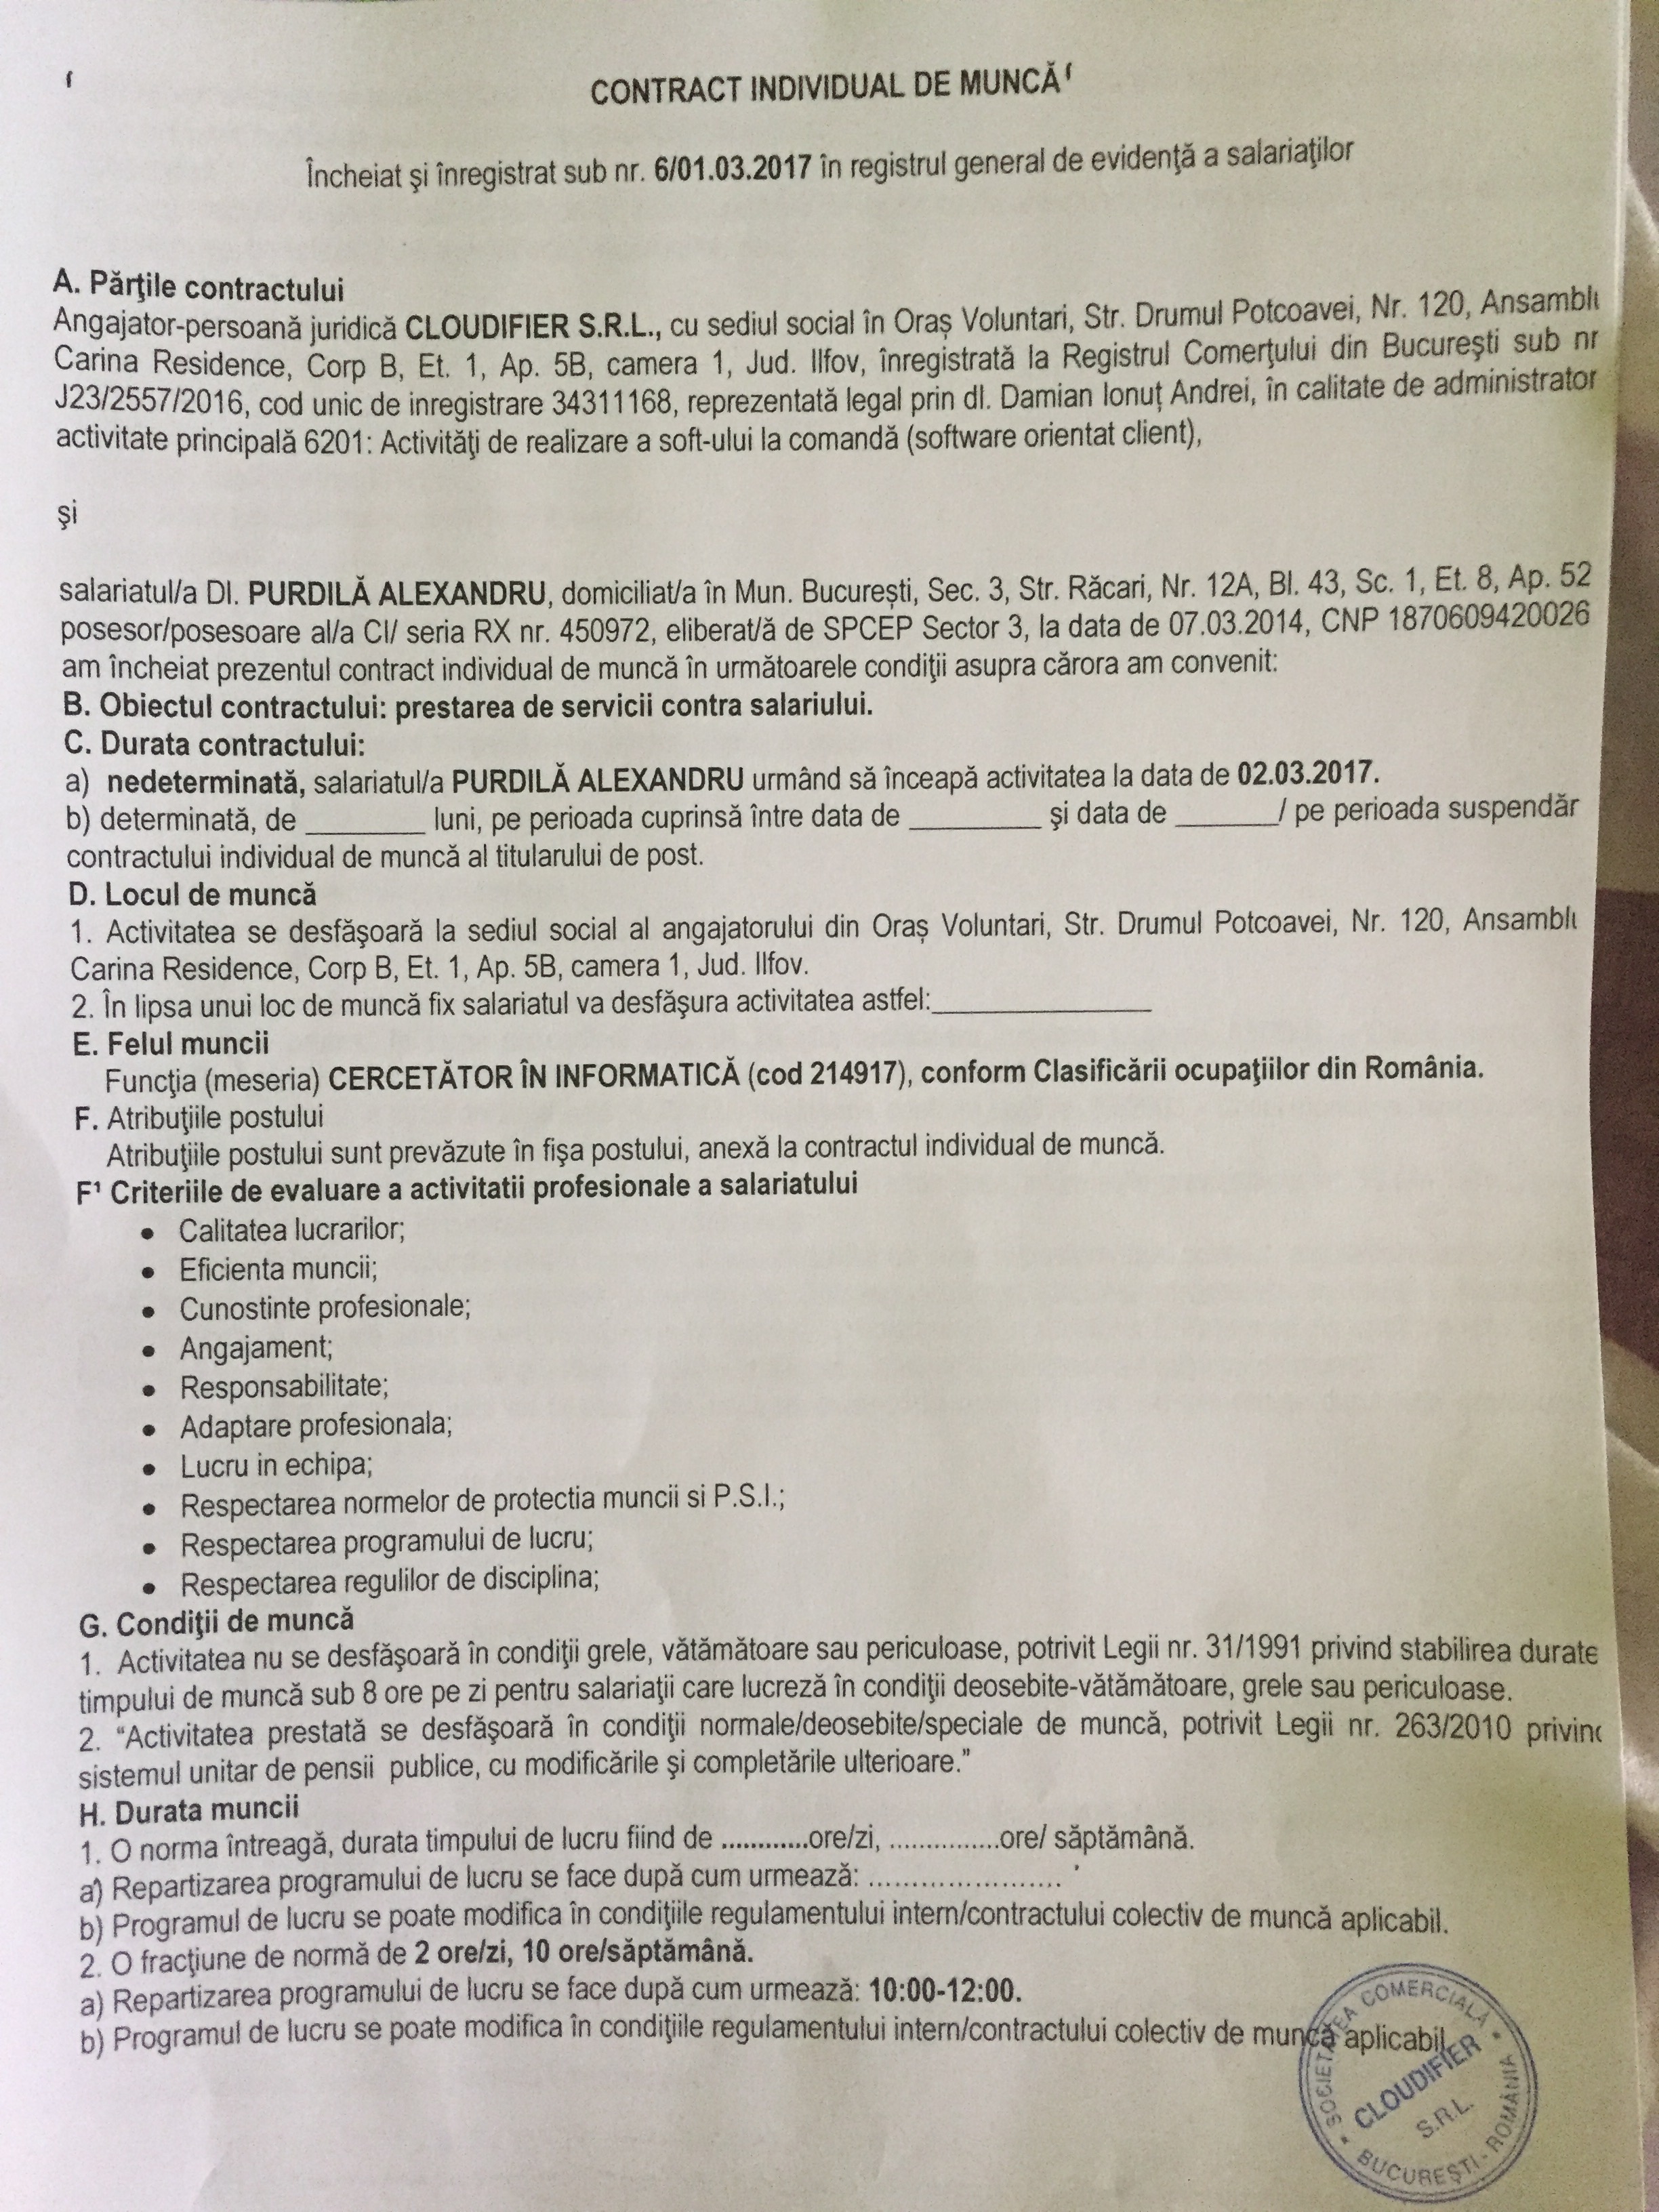 CONTRACT INDIVIDUAL DE MUNCĂ
Încheiat şi înregistrat sub nr. 6/01.03.2017 în registrul general de evidenţă a salariaţilor
A. Părţile contractului
Angajator-persoană juridică CLOUDIFIER S.R.L., cu sediul social în Oraș Voluntari, Str. Drumul Potcoavei, Nr. 120, Ansamblu
Carina Residence, Corp B, Et. 1, Ap. 5B, camera 1, Jud. Ilfov, înregistrată la Registrul Comerţului din Bucureşti sub nr
J23/2557/2016, cod unic de inregistrare 34311168, reprezentată legal prin dl. Damian Ionuț Andrei, în calitate de administrator
activitate principală 6201: Activităţi de realizare a soft-ului la comandă (software orientat client),
şi
salariatul/a Dl. PURDILĂ ALEXANDRU, domiciliat/a în Mun. București, Sec. 3, Str. Răcari, Nr. 12A, Bl. 43, Sc. 1, Et. 8, Ap. 52
posesor/posesoare al/a CI/ seria RX nr. 450972, eliberat/ă de SPCEP Sector 3, la data de 07.03.2014, CNP 1870609420026
am încheiat prezentul contract individual de muncă în următoarele condiţii asupra cărora am convenit:
B. Obiectul contractului: prestarea de servicii contra salariului.
C. Durata contractului:
a) nedeterminată, salariatul/a PURDILĂ ALEXANDRU urmând să înceapă activitatea la data de 02.03.2017.
b) determinată, de ________ luni, pe perioada cuprinsă între data de _________ şi data de _______/ pe perioada suspendăr
contractului individual de muncă al titularului de post.
D. Locul de muncă
1. Activitatea se desfăşoară la sediul social al angajatorului din Oraș Voluntari, Str. Drumul Potcoavei, Nr. 120, Ansamblu
Carina Residence, Corp B, Et. 1, Ap. 5B, camera 1, Jud. Ilfov.
2. În lipsa unui loc de muncă fix salariatul va desfăşura activitatea astfel:_______________
E. Felul muncii
Funcţia (meseria) CERCETĂTOR ÎN INFORMATICĂ (cod 214917), conform Clasificării ocupaţiilor din România.
F. Atribuţiile postului
Atribuţiile postului sunt prevăzute în fişa postului, anexă la contractul individual de muncă.
F¹ Criteriile de evaluare a activitatii profesionale a salariatului
• Calitatea lucrarilor;
• Eficienta muncii;
• Cunostinte profesionale;
• Angajament;
• Responsabilitate;
• Adaptare profesionala;
• Lucru in echipa;
• Respectarea normelor de protectia muncii si P.S.I.;
• Respectarea programului de lucru;
• Respectarea regulilor de disciplina;
G. Condiţii de muncă
1. Activitatea nu se desfăşoară în condiţii grele, vătămătoare sau periculoase, potrivit Legii nr. 31/1991 privind stabilirea durate
timpului de muncă sub 8 ore pe zi pentru salariaţii care lucreză în condiţii deosebite-vătămătoare, grele sau periculoase.
2. “Activitatea prestată se desfăşoară în condiţii normale/deosebite/speciale de muncă, potrivit Legii nr. 263/2010 privind
sistemul unitar de pensii publice, cu modificările şi completările ulterioare.”
H. Durata muncii
1. O norma întreagă, durata timpului de lucru fiind de ............ore/zi, ...............ore/ săptămână.
a) Repartizarea programului de lucru se face după cum urmează: .......................
b) Programul de lucru se poate modifica în condiţiile regulamentului intern/contractului colectiv de muncă aplicabil.
2. O fracţiune de normă de 2 ore/zi, 10 ore/săptămână.
a) Repartizarea programului de lucru se face după cum urmează: 10:00-12:00.
b) Programul de lucru se poate modifica în condiţiile regulamentului intern/contractului colectiv de muncă aplicabil.
SOCIETATEA COMERCIALĂ
CLOUDIFIER
S.R.L.
BUCUREŞTI - ROMÂNIA